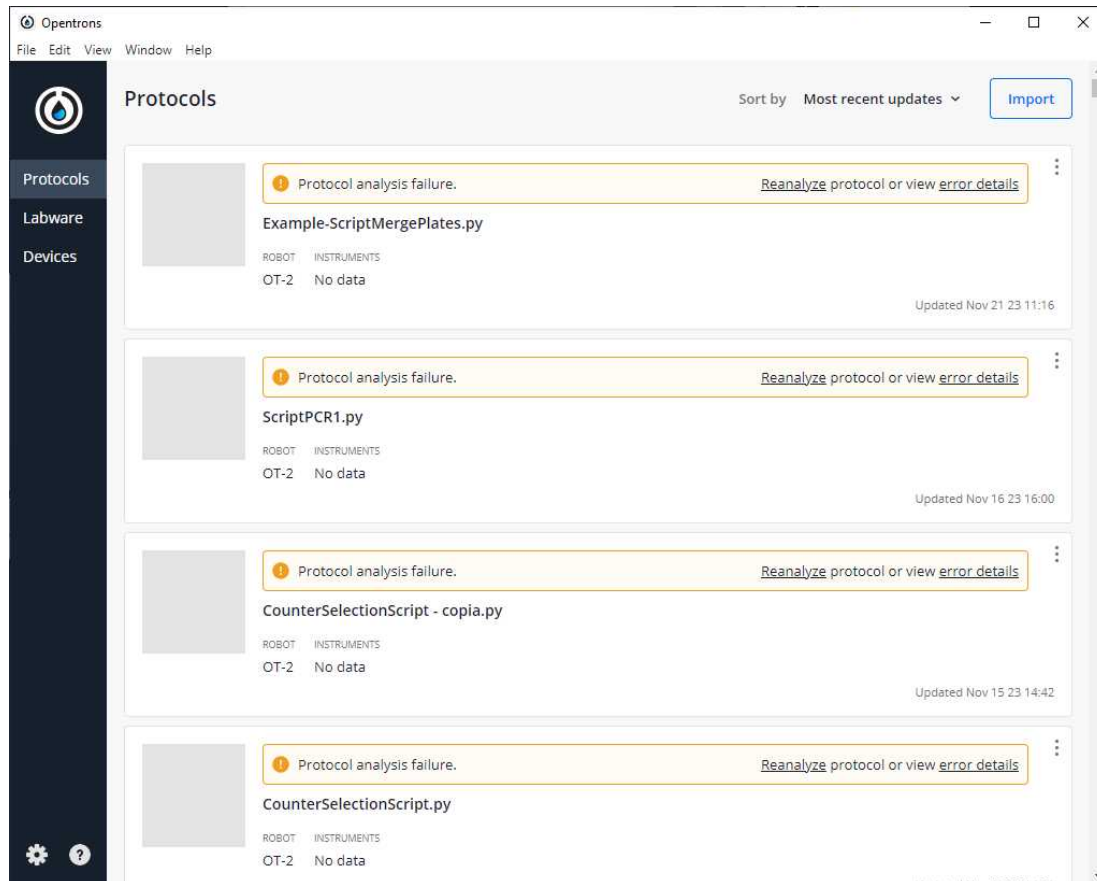 Opentrons
File Edit View Window Help
Protocols
Sort by Most recent updates
Import
Protocols
Labware
Devices
Protocol analysis failure. Reanalyze protocol or view error details
Example-ScriptMergePlates.py
ROBOT INSTRUMENTS
OT-2 No data
Updated Nov 21 23 11:16
Protocol analysis failure. Reanalyze protocol or view error details
ScriptPCR1.py
ROBOT INSTRUMENTS
OT-2 No data
Updated Nov 16 23 16:00
Protocol analysis failure. Reanalyze protocol or view error details
CounterSelectionScript - copia.py
ROBOT INSTRUMENTS
OT-2 No data
Updated Nov 15 23 14:42
Protocol analysis failure. Reanalyze protocol or view error details
CounterSelectionScript.py
ROBOT INSTRUMENTS
OT-2 No data